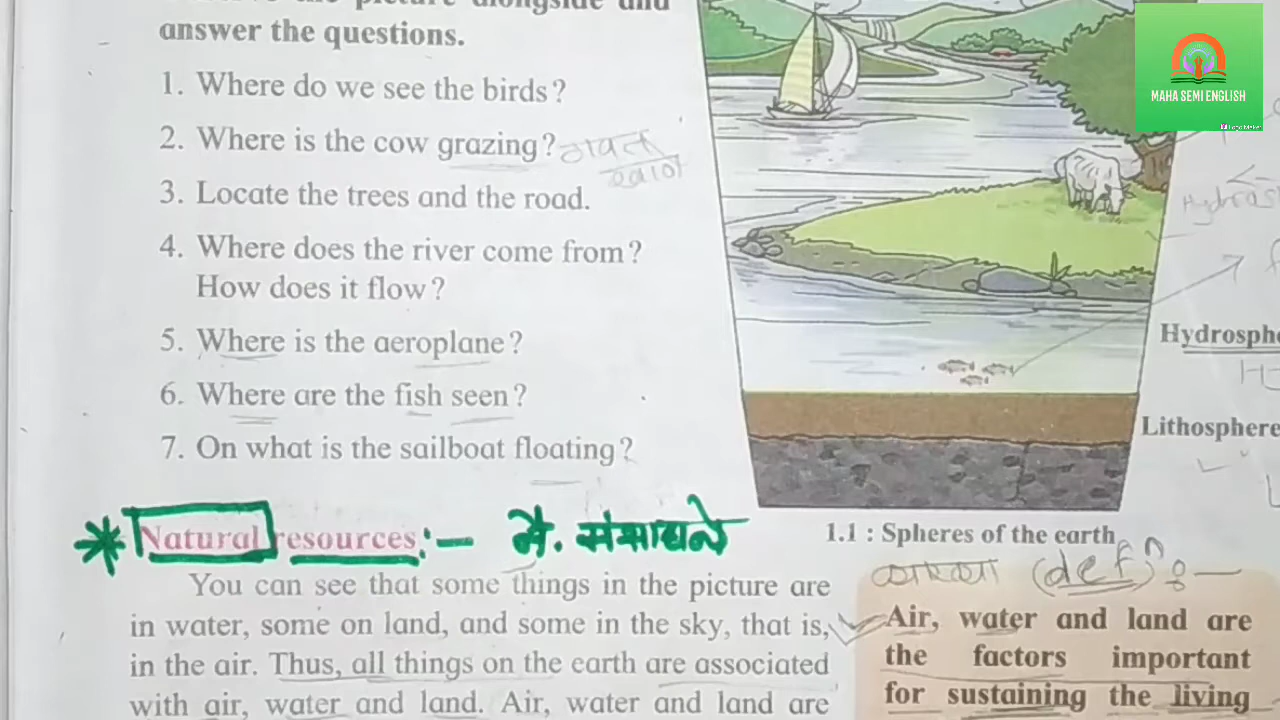 answer the questions.
1. Where do we see the birds?
2. Where is the cow grazing?
3. Locate the trees and the road.
4. Where does the river come from?
How does it flow?
5. Where is the aeroplane?
6. Where are the fish seen?
7. On what is the sailboat floating?
Natural resources:- नै. संसाधने
You can see that some things in the picture are
in water, some on land, and some in the sky, that is,
in the air. Thus, all things on the earth are associated
with air, water and land. Air, water and land are
MAHA SEMI ENGLISH
Lithosphere
1.1 : Spheres of the earth
(defn):-
Air, water and land are
the factors important
for sustaining the living